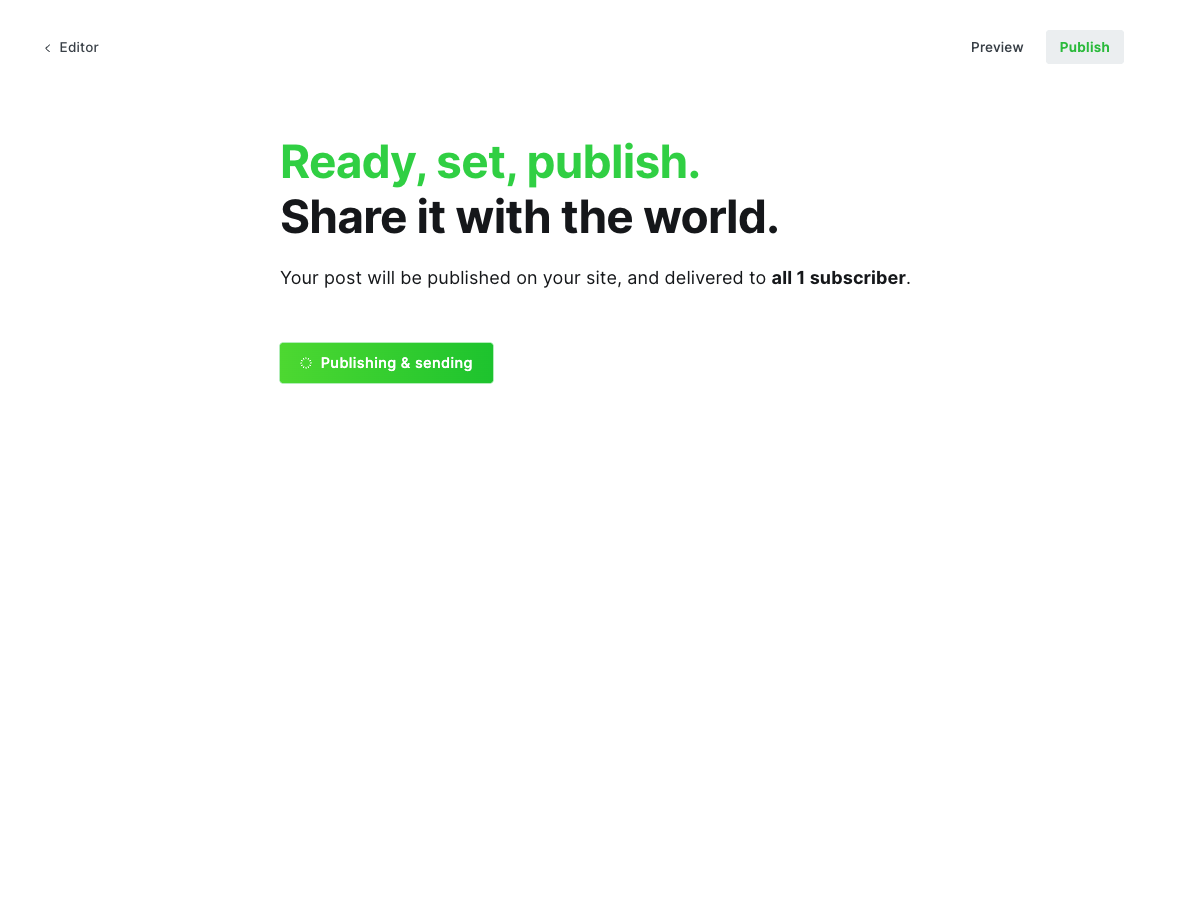 Editor
Preview
Publish
Ready, set, publish.
Share it with the world.
Your post will be published on your site, and delivered to all 1 subscriber.
Publishing & sending